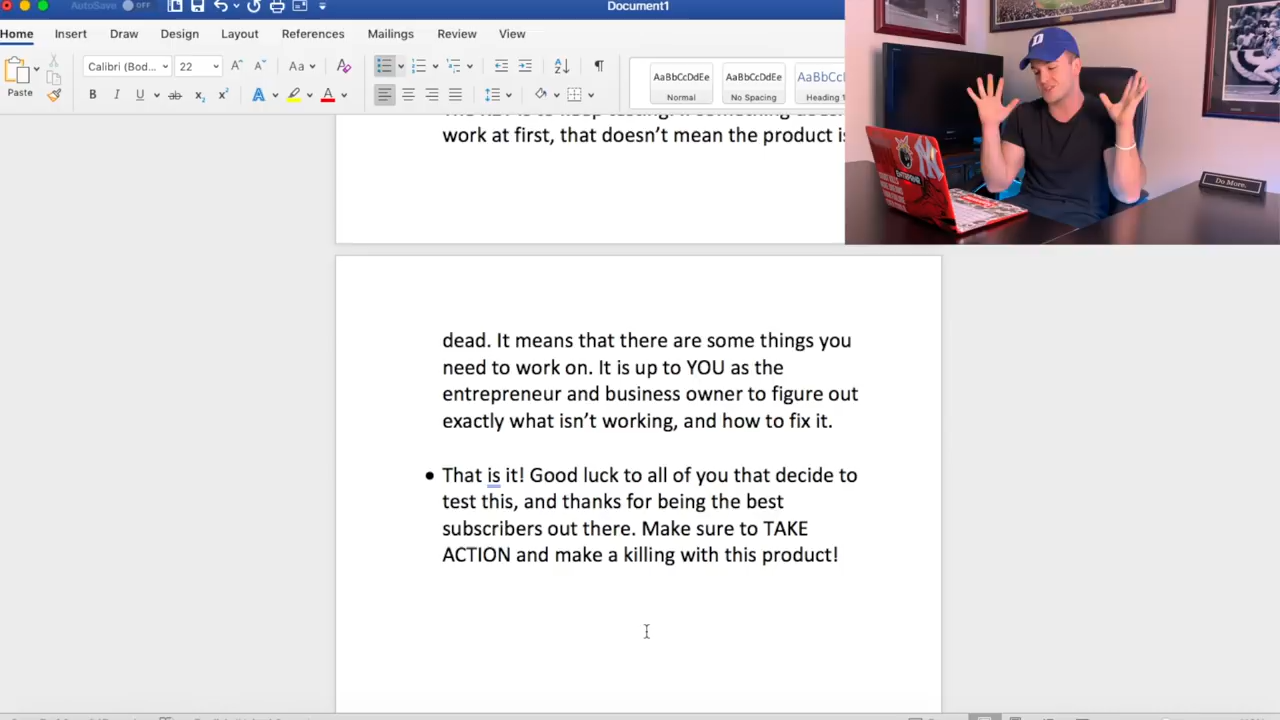 AutoSave OFF
Document1
Home Insert Draw Design Layout References Mailings Review View
Paste
Calibri (Bod... 22
AaBbCcDdEe AaBbCcDdEe
Normal No Spacing Heading 1
work at first, that doesn’t mean the product is
Do More.
dead. It means that there are some things you
need to work on. It is up to YOU as the
entrepreneur and business owner to figure out
exactly what isn’t working, and how to fix it.
• That is it! Good luck to all of you that decide to
test this, and thanks for being the best
subscribers out there. Make sure to TAKE
ACTION and make a killing with this product!